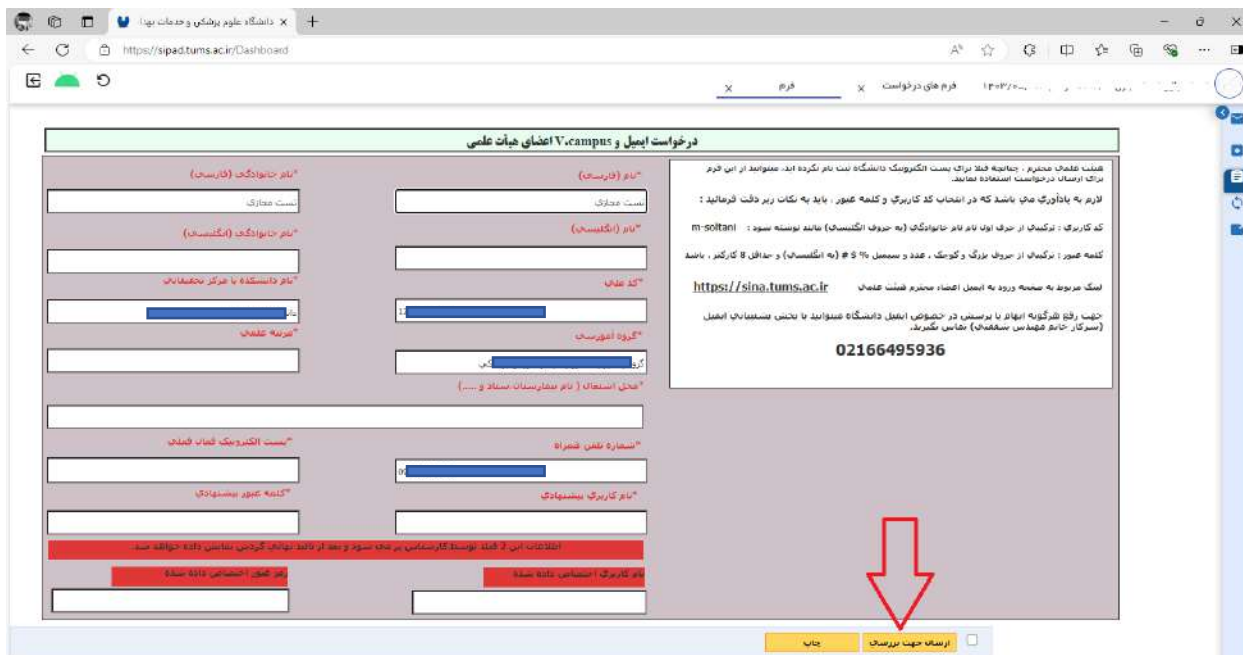 دانشگاه علوم پزشکی و خدمات بهدا
https://sipad.tums.ac.ir/Dashboard
فرم های درخواست
فرم
درخواست ایمیل و V.campus اعضای هیأت علمی
هیئت علمی محترم ، چنانچه قبلا برای پست الکترونیک دانشگاه ثبت نام نکرده اید، میتوانید از این فرم
برای ارسال درخواست استفاده نمایید.
لازم به یادآوری می باشد که در انتخاب کد کاربری و کلمه عبور ، باید به نکات زیر دقت فرمائید :
کد کاربری : ترکیبی از حرف اول نام نام خانوادگی (به حروف انگلیسی) مانند نوشته شود : m-soltani
کلمه عبور : ترکیبی از حروف بزرگ و کوچک ، عدد و سیمبل % $ # (به انگلیسی) و حداقل 8 کارکتر ، باشد
لینک مربوط به صفحه ورود به ایمیل اعضاء محترم هیئت علمی https://sina.tums.ac.ir
جهت رفع هرگونه ابهام یا پرسش در خصوص ایمیل دانشگاه میتوانید با بخش پشتیبانی ایمیل
(سرکار خانم مهندس شفقتی) تماس بگیرید.
02166495936
*نام (فارسی)
*نام خانوادگی (فارسی)
تست مجازی
تست مجازی
*نام (انگلیسی)
*نام خانوادگی (انگلیسی)
*کد ملی
*نام دانشکده یا مرکز تحقیقاتی
*گروه آموزشی
*مرتبه علمی
*محل اشتغال ( نام بیمارستان ستاد و .....)
*شماره تلفن همراه
*پست الکترونیک فعال قبلی
*نام کاربری پیشنهادی
*کلمه عبور پیشنهادی
اطلاعات این 2 فیلد توسط کارشناس پر می شود و بعد از تائید نهائی گردش نمایش داده خواهد شد.
نام کاربری اختصاص داده شده
رمز عبور اختصاص داده شده
ارسال جهت بررسی
چاپ